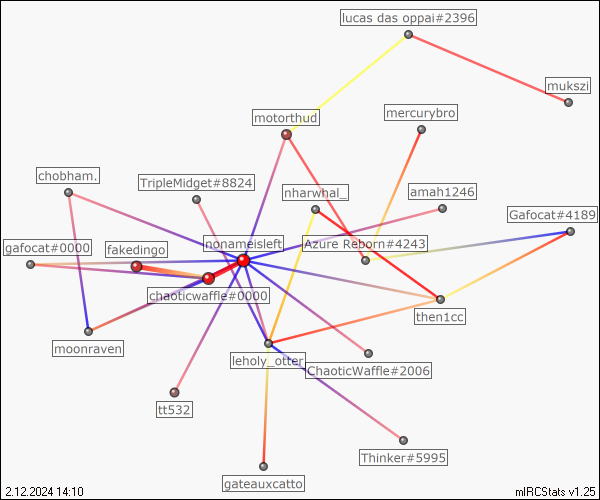 lucas das oppai#2396
mukszi
motorthud
mercurybro
chobham.
TripleMidget#8824
nharwhal_
amah1246
Gafocat#4189
gafocat#0000
fakedingo
nonameisleft
Azure Reborn#4243
chaoticwaffle#0000
then1cc
moonraven
leholy_otter
ChaoticWaffle#2006
tt532
Thinker#5995
gateauxcatto
2.12.2024 14:10
mIRCStats v1.25